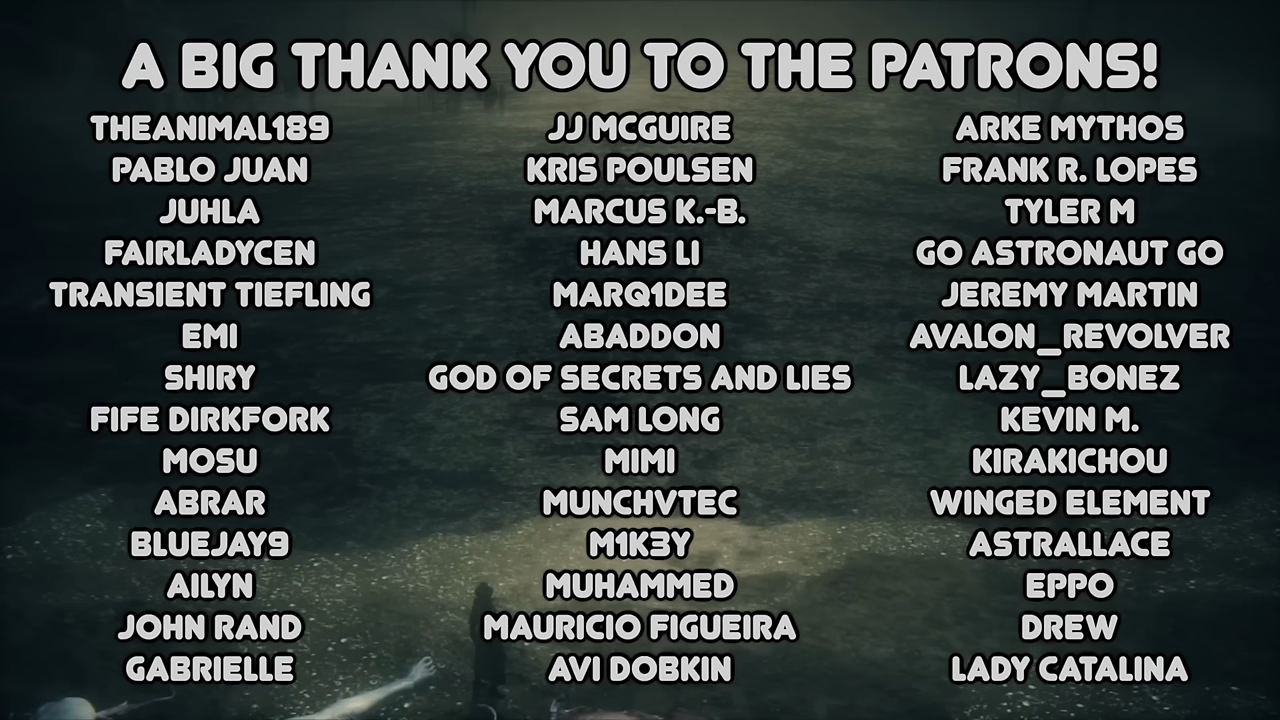 A BIG THANK YOU TO THE PATRONS!
THEANIMAL189
PABLO JUAN
JUHLA
FAIRLADYCEN
TRANSIENT TIEFLING
EMI
SHIRY
FIFE DIRKFORK
MOSU
ABRAR
BLUEJAY9
AILYN
JOHN RAND
GABRIELLE
JJ MCGUIRE
KRIS POULSEN
MARCUS K.-B.
HANS LI
MARQ1DEE
ABADDON
GOD OF SECRETS AND LIES
SAM LONG
MIMI
MUNCHVTEC
M1K3Y
MUHAMMED
MAURICIO FIGUEIRA
AVI DOBKIN
ARKE MYTHOS
FRANK R. LOPES
TYLER M
GO ASTRONAUT GO
JEREMY MARTIN
AVALON_REVOLVER
LAZY_BONEZ
KEVIN M.
KIRAKICHOU
WINGED ELEMENT
ASTRALLACE
EPPO
DREW
LADY CATALINA